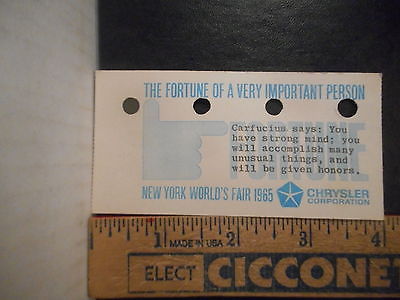 THE FORTUNE OF A VERY IMPORTANT PERSON
FORTUNE
Carfucius says: You
have strong mind; you
will accomplish many
unusual things, and
will be given honors.
NEW YORK WORLD'S FAIR 1965
CHRYSLER
CORPORATION
1 MADE IN USA 2 3 4
ELECT CICCONE